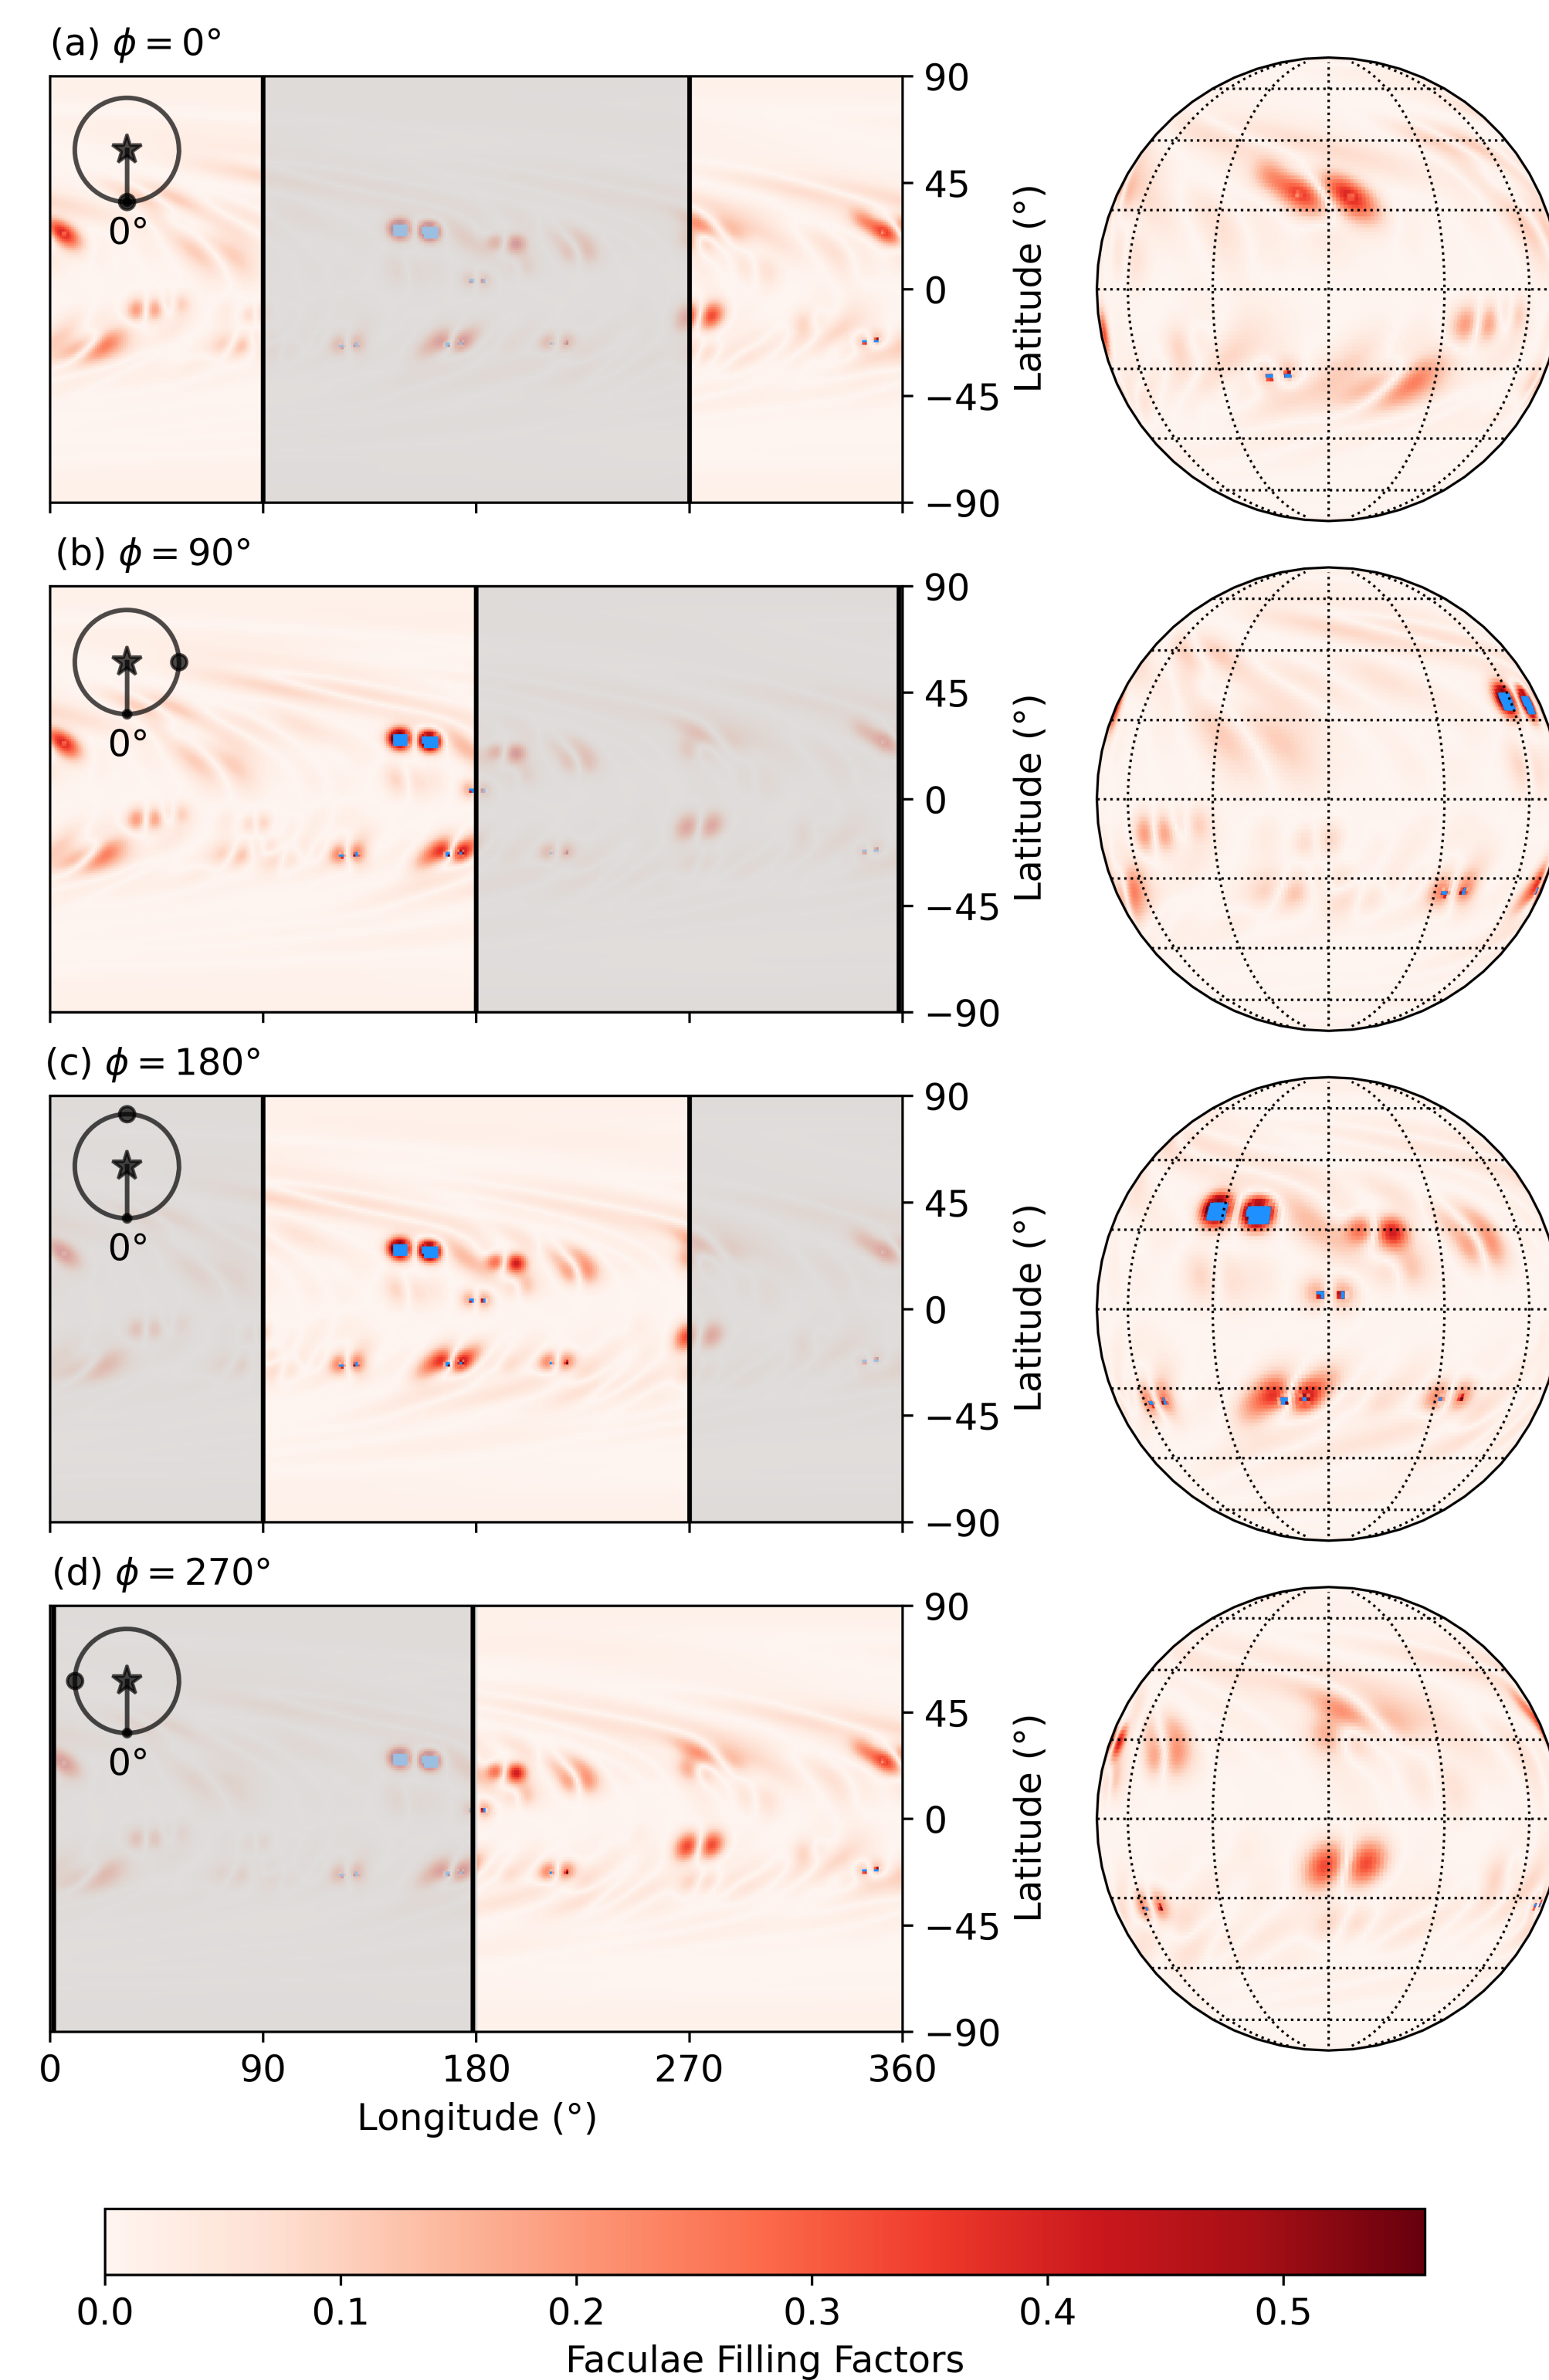 (a) ϕ = 0°
0°
90
45
0
−45
−90
Latitude (°)
(b) ϕ = 90°
0°
90
45
0
−45
−90
Latitude (°)
(c) ϕ = 180°
0°
90
45
0
−45
−90
Latitude (°)
(d) ϕ = 270°
0°
90
45
0
−45
−90
Latitude (°)
0 90 180 270 360
Longitude (°)
0.0 0.1 0.2 0.3 0.4 0.5
Faculae Filling Factors